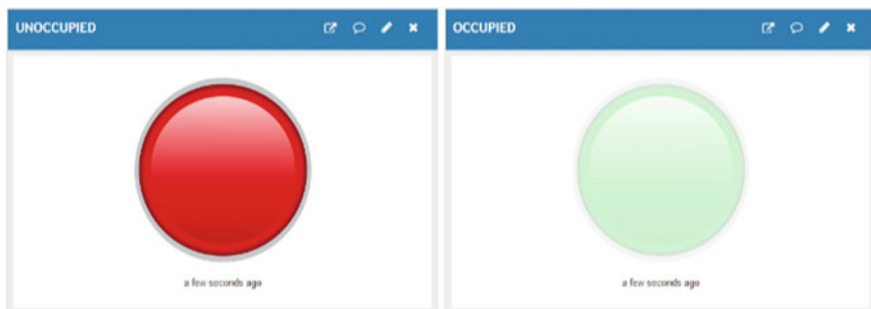 UNOCCUPIED
OCCUPIED
a few seconds ago
a few seconds ago